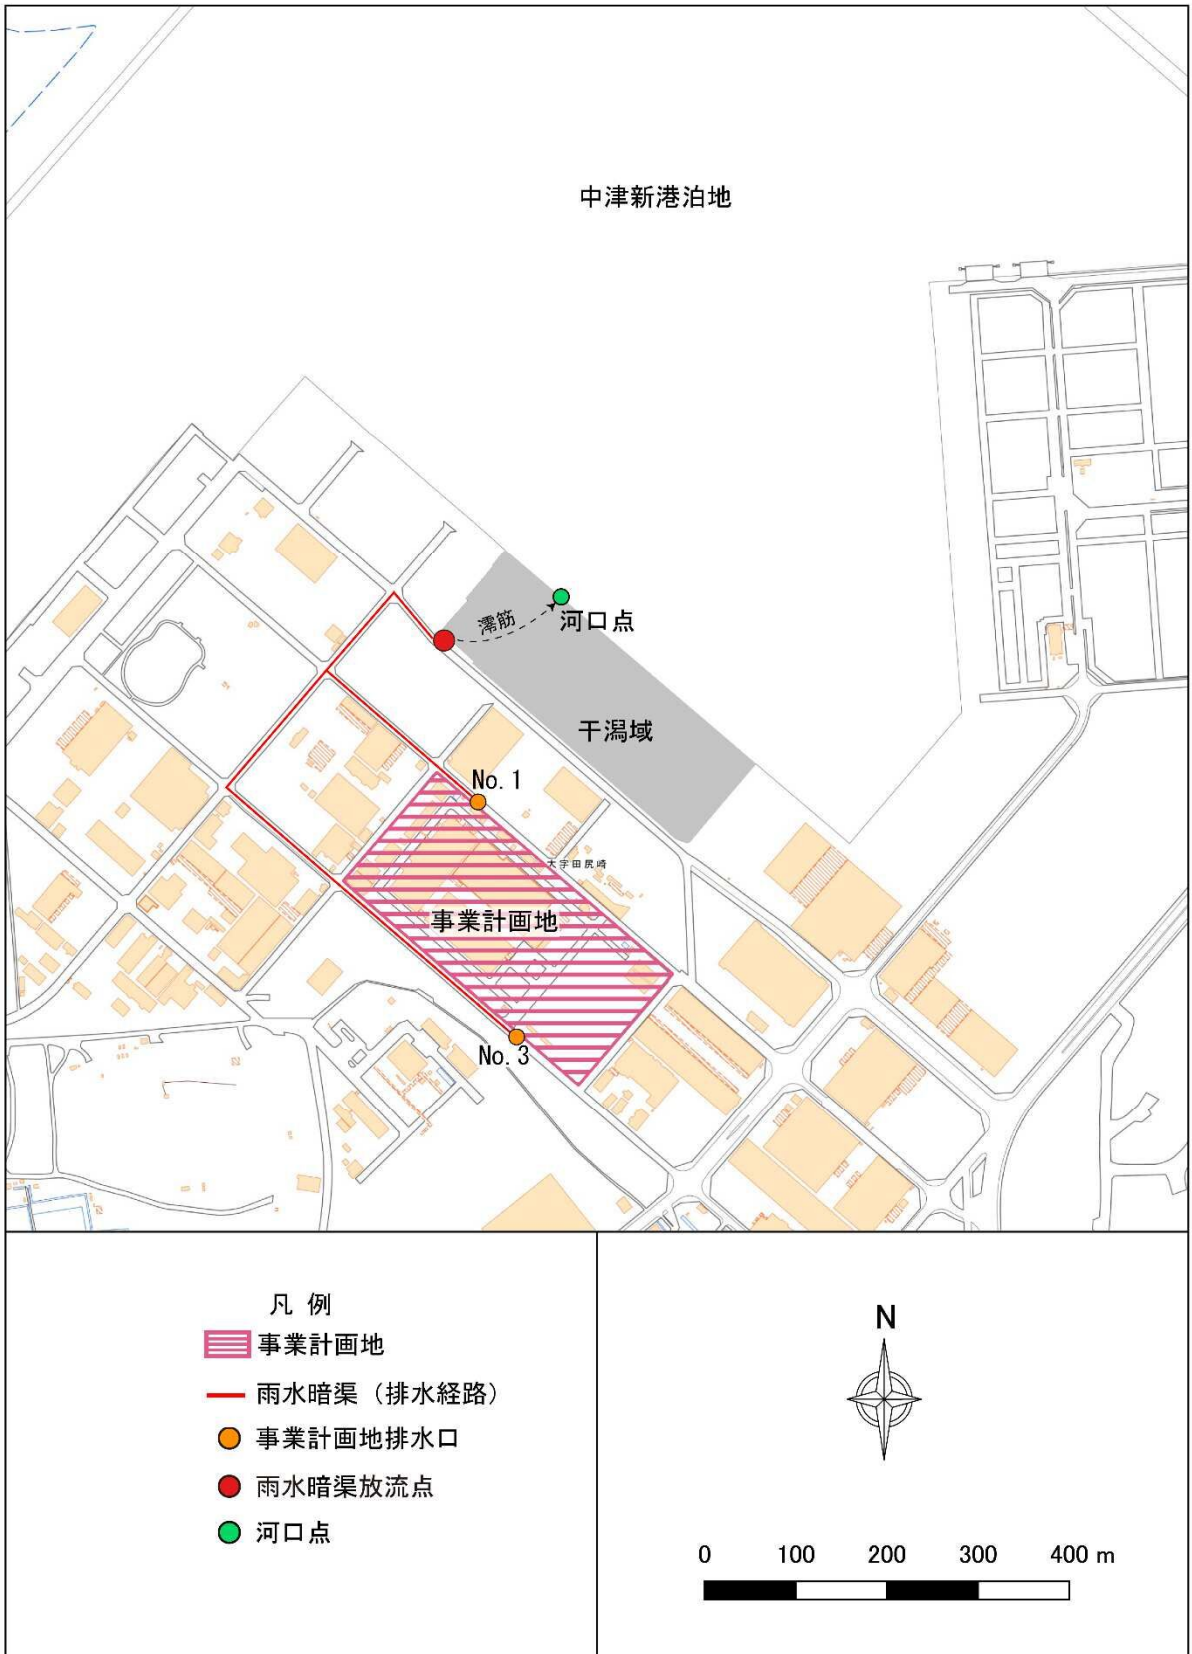 中津新港泊地
澪筋
河口点
干潟域
No. 1
大字田尻崎
事業計画地
No. 3
凡 例
事業計画地
雨水暗渠（排水経路）
事業計画地排水口
雨水暗渠放流点
河口点
N
0 100 200 300 400 m